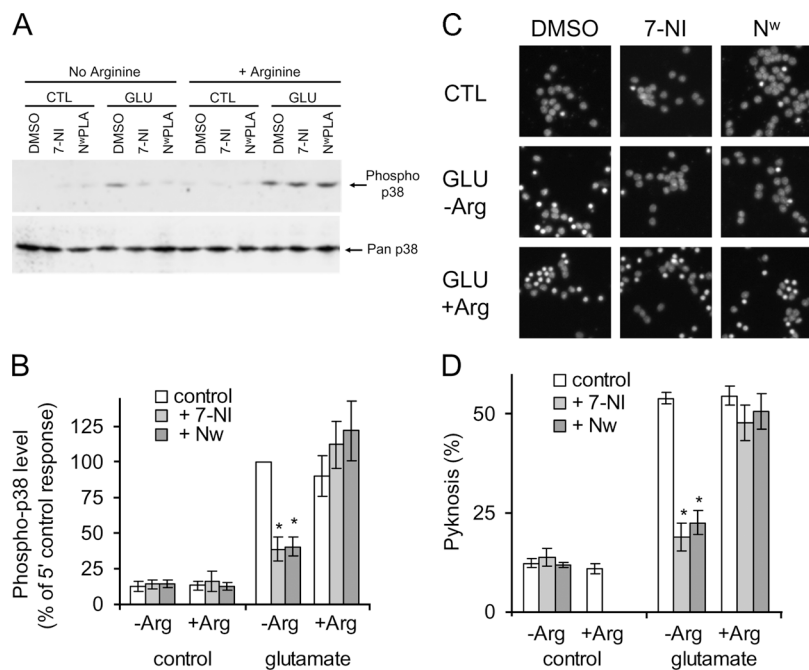 A
No Arginine + Arginine
CTL GLU CTL GLU
DMSO 7-NI NʷPLA DMSO 7-NI NʷPLA DMSO 7-NI NʷPLA DMSO 7-NI NʷPLA
Phospho
p38
Pan p38
B
control
+ 7-NI
+ Nw
Phospho-p38 level
(% of 5' control response)
125
100
75
50
25
0
* *
-Arg +Arg -Arg +Arg
control glutamate
C
DMSO 7-NI Nʷ
CTL
GLU
-Arg
GLU
+Arg
D
control
+ 7-NI
+ Nw
Pyknosis (%)
50
25
0
* *
-Arg +Arg -Arg +Arg
control glutamate